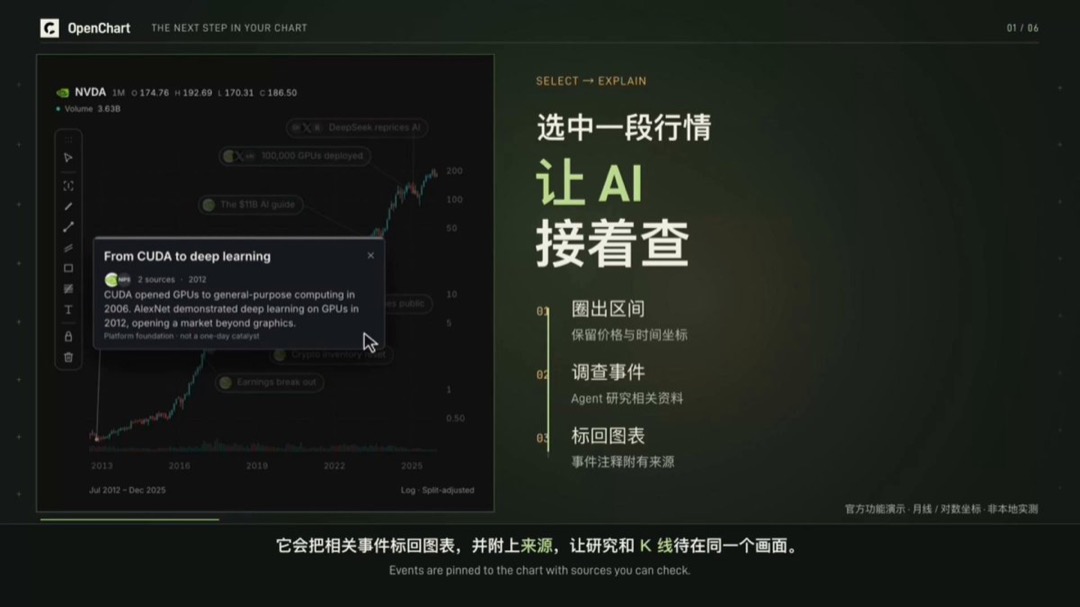 OpenChart THE NEXT STEP IN YOUR CHART
01 / 06
NVDA 1M O 174.76 H 192.69 L 170.31 C 186.50
Volume 3.63B
DeepSeek reprices AI
100,000 GPUs deployed
The $11B AI guide
From CUDA to deep learning
2 sources · 2012
CUDA opened GPUs to general-purpose computing in
2006. AlexNet demonstrated deep learning on GPUs in
2012, opening a market beyond graphics.
Platform foundation · not a one-day catalyst
public
Crypto inventory
Earnings break out
200
100
50
10
5
1
0.50
2013 2016 2019 2022 2025
Jul 2012 – Dec 2025
Log · Split-adjusted
SELECT → EXPLAIN
选中一段行情
让 AI
接着查
01 圈出区间
保留价格与时间坐标
02 调查事件
Agent 研究相关资料
03 标回图表
事件注释附有来源
官方功能演示 · 月线 / 对数坐标 · 非本地实测
它会把相关事件标回图表，并附上来源，让研究和 K 线待在同一个画面。
Events are pinned to the chart with sources you can check.